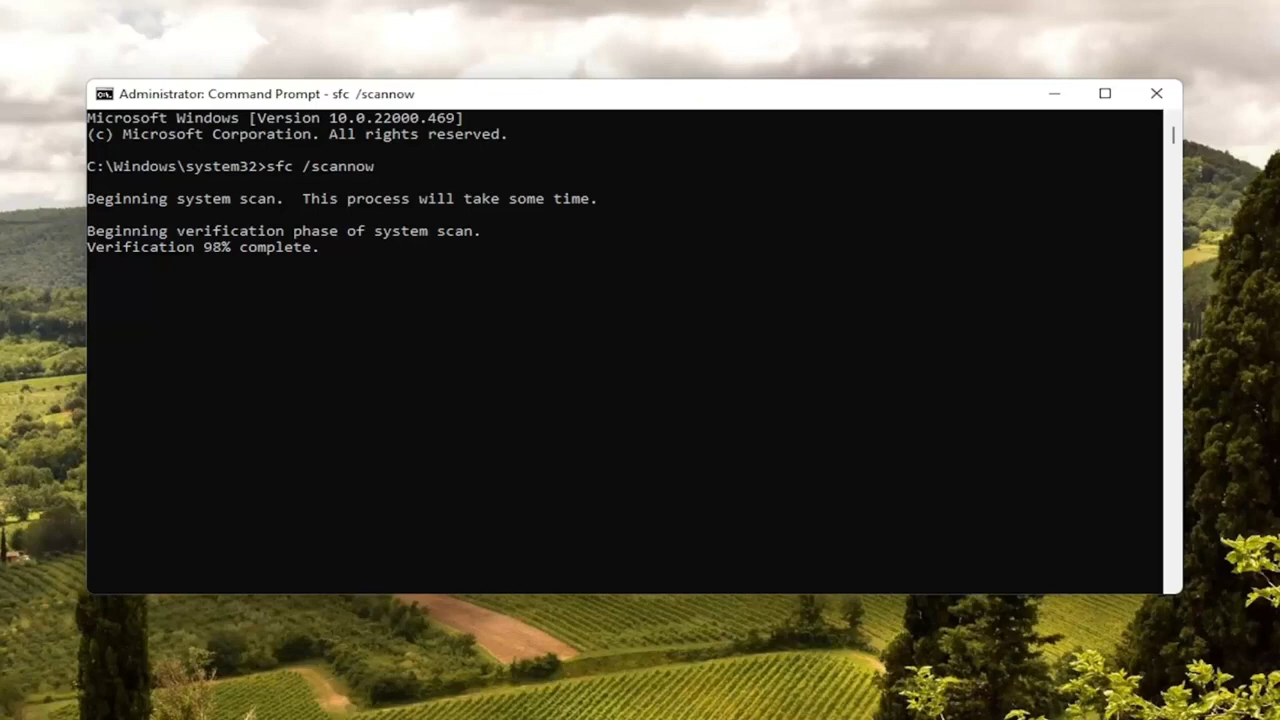 Administrator: Command Prompt - sfc  /scannow
Microsoft Windows [Version 10.0.22000.469]
(c) Microsoft Corporation. All rights reserved.
C:\Windows\system32>sfc /scannow
Beginning system scan.  This process will take some time.
Beginning verification phase of system scan.
Verification 98% complete.